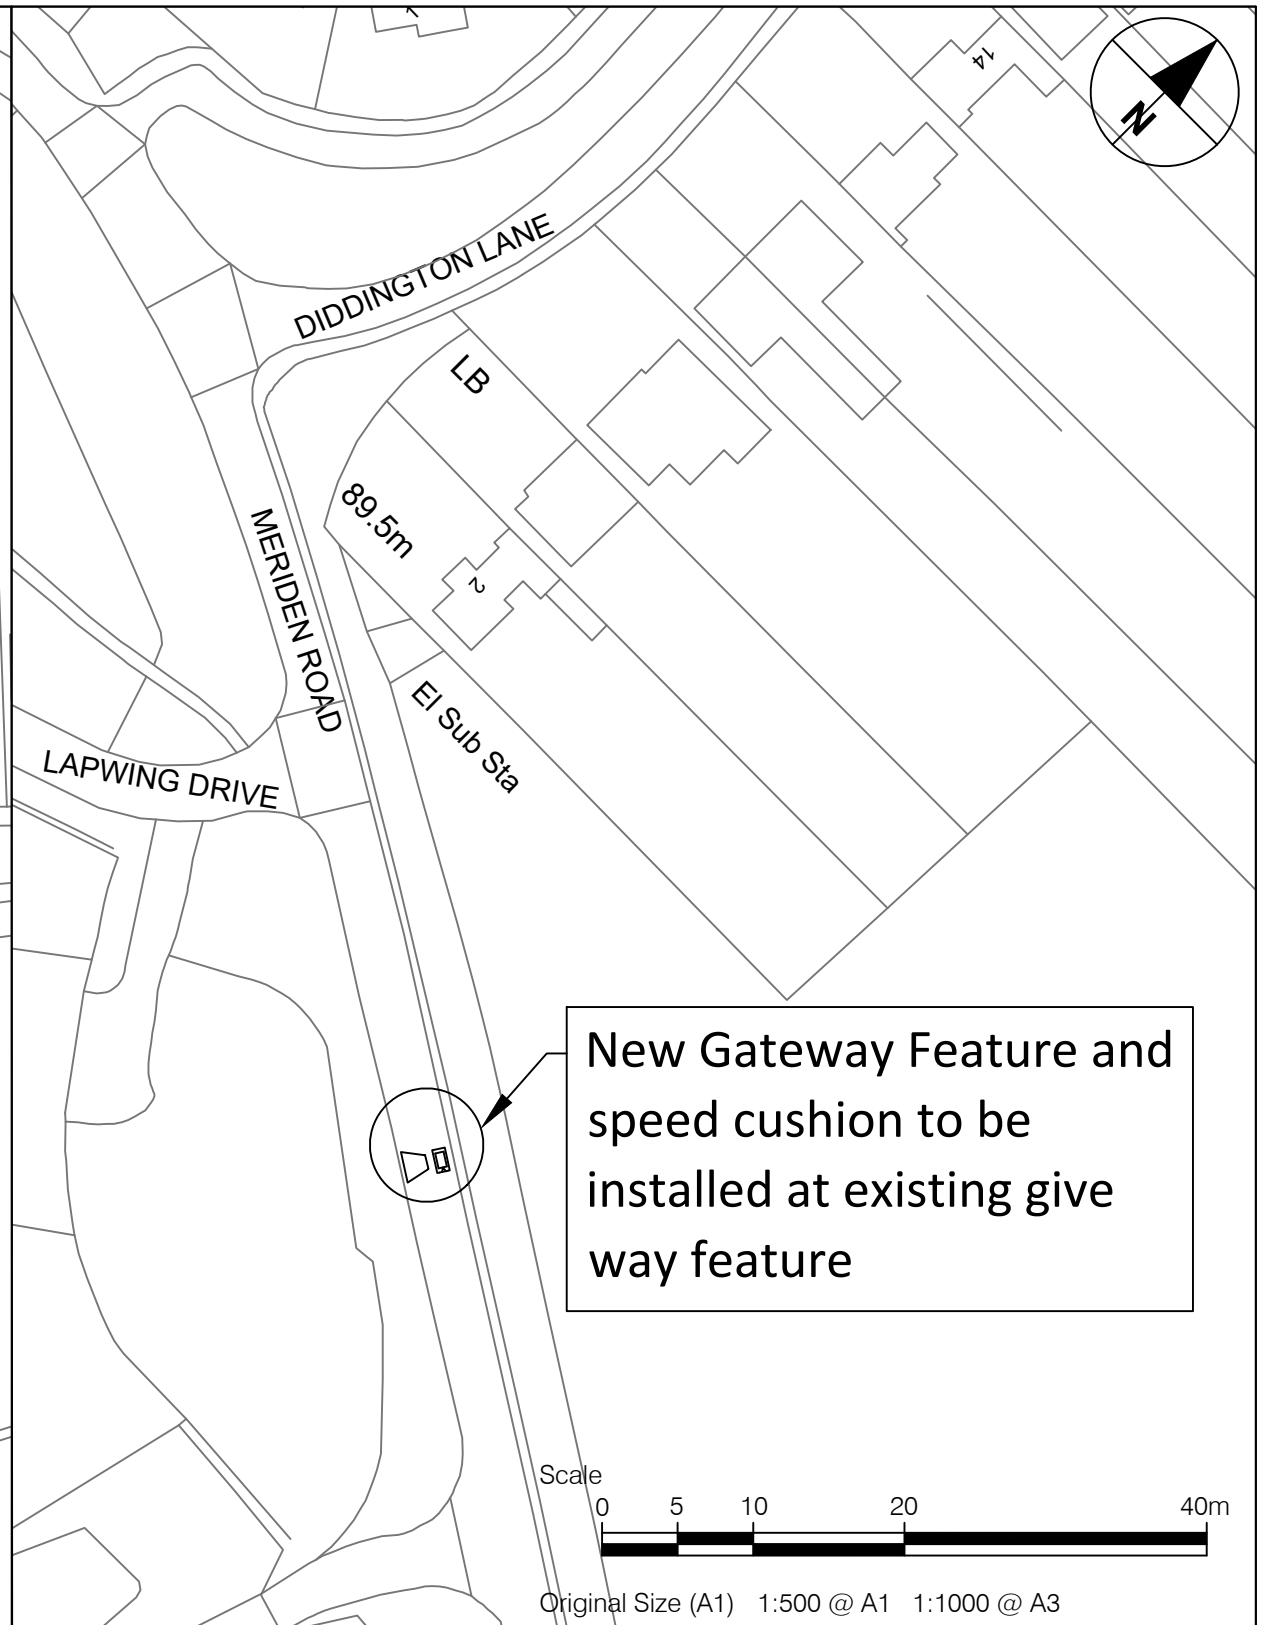 1
14
N
DIDDINGTON LANE
LB
89.5m
MERIDEN ROAD
2
El Sub Sta
LAPWING DRIVE
New Gateway Feature and
speed cushion to be
installed at existing give
way feature
Scale
0 5 10 20 40m
Original Size (A1) 1:500 @ A1 1:1000 @ A3